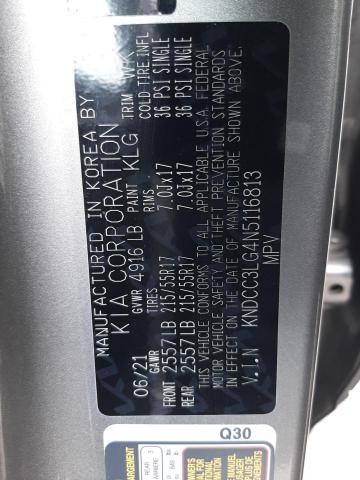 MANUFACTURED IN KOREA BY
KIA CORPORATION
06/21 GVWR 4916 LB PAINT KLG TRIM WK
GAWR TIRES RIMS COLD TIRE INFL
FRONT 2557 LB 215/55R17 7.0Jx17 36 PSI SINGLE
REAR 2557 LB 215/55R17 7.0Jx17 36 PSI SINGLE
THIS VEHICLE CONFORMS TO ALL APPLICABLE U.S.A. FEDERAL
MOTOR VEHICLE SAFETY AND THEFT PREVENTION STANDARDS
IN EFFECT ON THE DATE OF MANUFACTURE SHOWN ABOVE.
V.I.N KNDCC3LG4N5116813
MPV
Q30
REAR 3